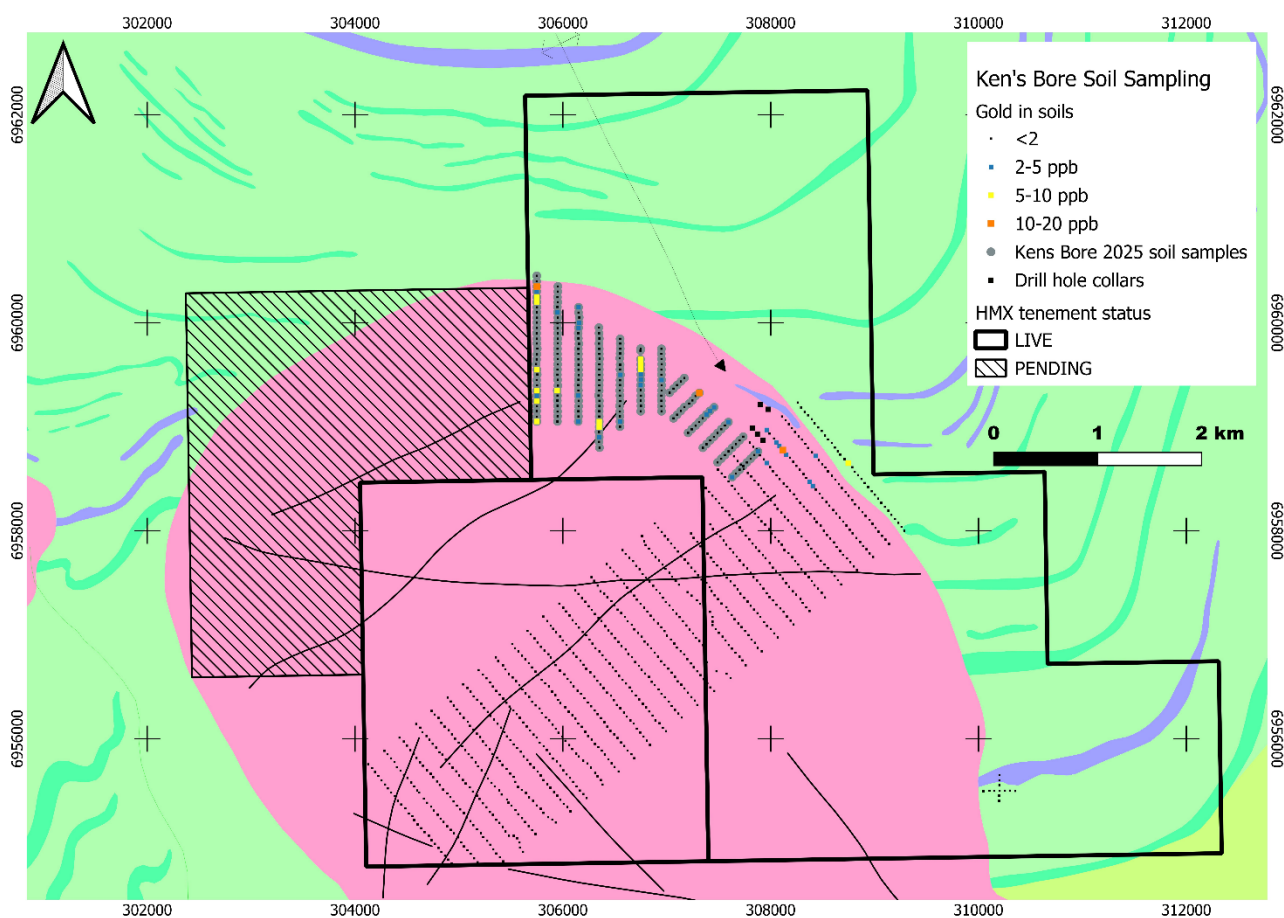 302000 304000 306000 308000 310000 312000
Ken's Bore Soil Sampling
Gold in soils
<2
2-5 ppb
5-10 ppb
10-20 ppb
Kens Bore 2025 soil samples
Drill hole collars
HMX tenement status
LIVE
PENDING
0 1 2 km
6962000 6962000
6960000 6960000
6958000 6958000
6956000 6956000
302000 304000 306000 308000 310000 312000